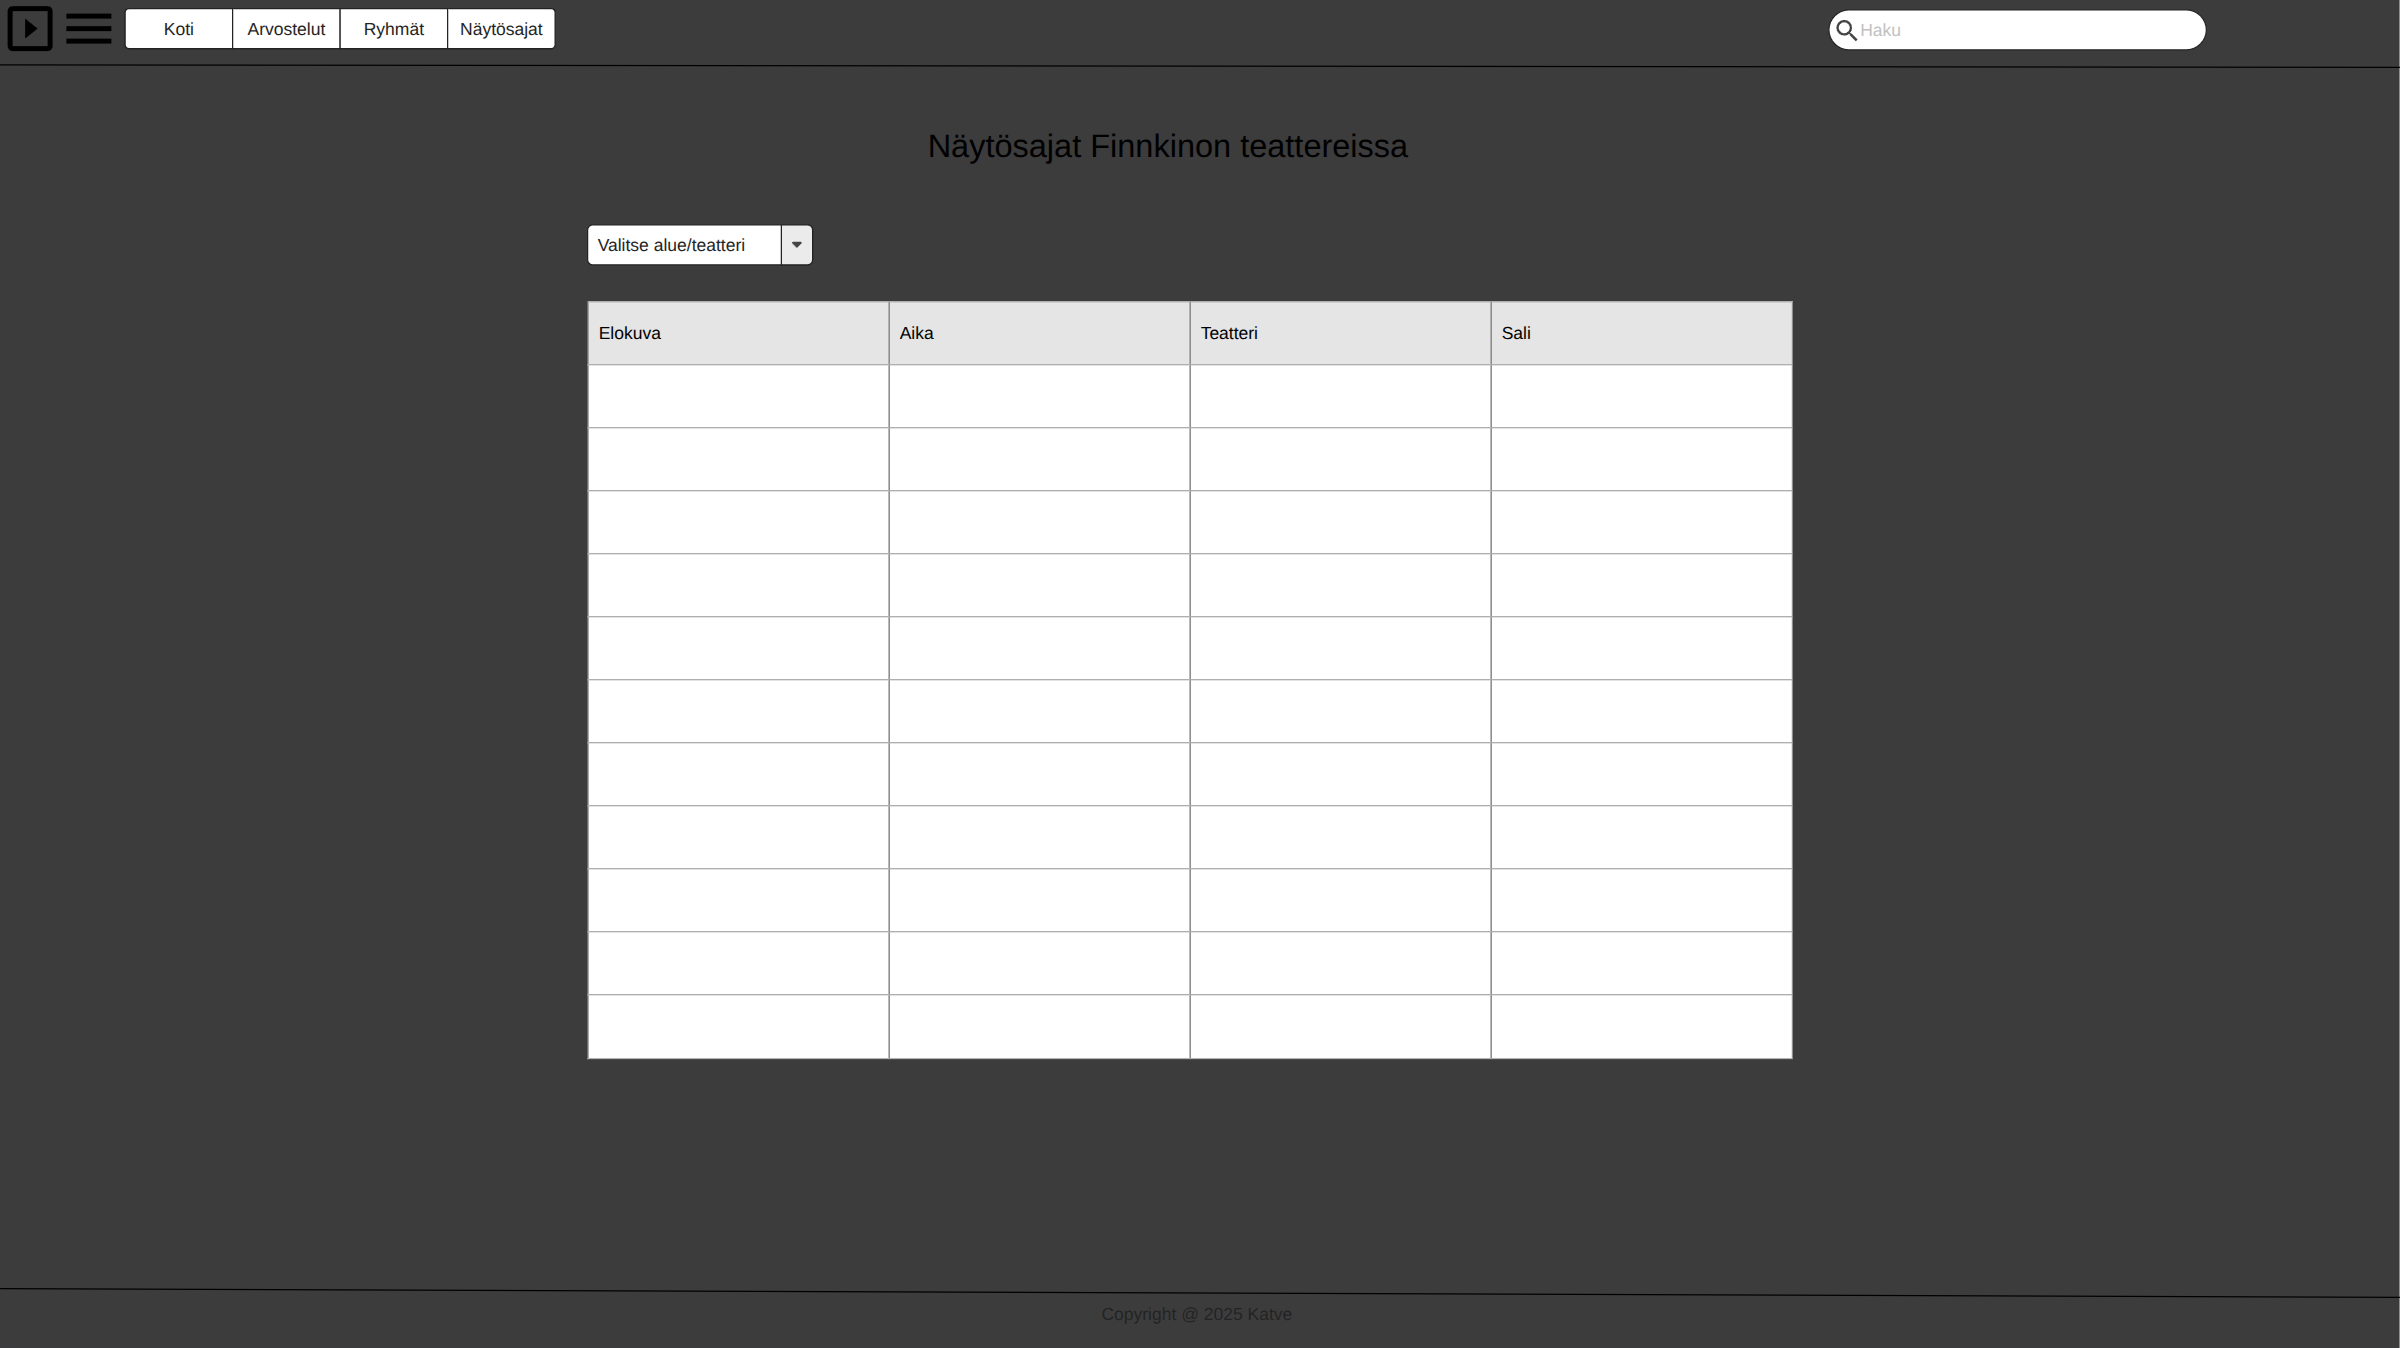 Koti Arvostelut Ryhmät Näytösajat Haku
Näytösajat Finnkinon teattereissa
Valitse alue/teatteri
Elokuva Aika Teatteri Sali
Copyright @ 2025 Katve